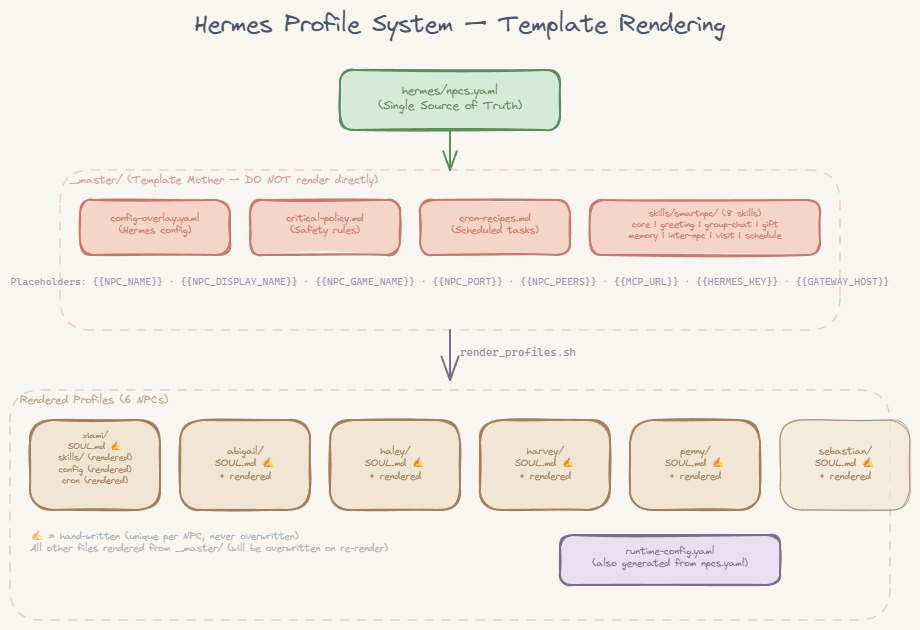 Hermes Profile System — Template Rendering
hermes/npcs.yaml
(Single Source of Truth)
_master/ (Template Mother — DO NOT render directly)
config-overlay.yaml
(Hermes config)
critical-policy.md
(Safety rules)
cron-recipes.md
(Scheduled tasks)
skills/smartnpc/ (8 skills)
core | greeting | group-chat | gift
memory | inter-npc | visit | schedule
Placeholders: {{NPC_NAME}} · {{NPC_DISPLAY_NAME}} · {{NPC_GAME_NAME}} · {{NPC_PORT}} · {{NPC_PEERS}} · {{MCP_URL}} · {{HERMES_KEY}} · {{GATEWAY_HOST}}
render_profiles.sh
Rendered Profiles (6 NPCs)
xiami/
SOUL.md ✍️
skills/ (rendered)
config (rendered)
cron (rendered)
abigail/
SOUL.md ✍️
+ rendered
haley/
SOUL.md ✍️
+ rendered
harvey/
SOUL.md ✍️
+ rendered
penny/
SOUL.md ✍️
+ rendered
sebastian/
SOUL.md ✍️
+ rendered
✍️ = hand-written (unique per NPC, never overwritten)
All other files rendered from _master/ (will be overwritten on re-render)
runtime-config.yaml
(also generated from npcs.yaml)